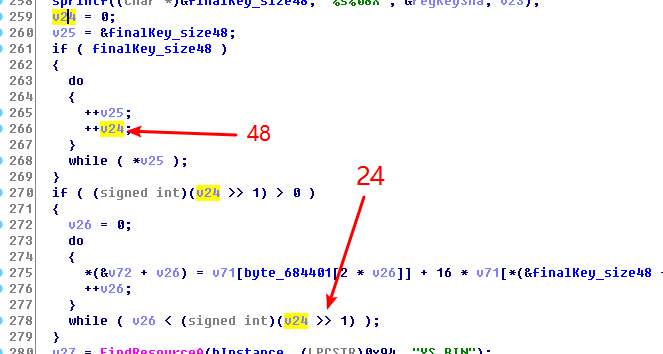 258 sprintf((char *)&finalKey_size48, "%s%08X", &regKeySha, v23);
259 v24 = 0;
260 v25 = &finalKey_size48;
261 if ( finalKey_size48 )
262 {
263 do
264 {
265 ++v25;
266 ++v24;
267 }
268 while ( *v25 );
269 }
270 if ( (signed int)(v24 >> 1) > 0 )
271 {
272 v26 = 0;
273 do
274 {
275 *(&v72 + v26) = v71[byte_684401[2 * v26]] + 16 * v71[*(&finalKey_size48 +
276 ++v26;
277 }
278 while ( v26 < (signed int)(v24 >> 1) );
279 }
280 v27 = FindResourceA(hInstance, (LPCSTR)0x94, "VS_BIN");
48
24